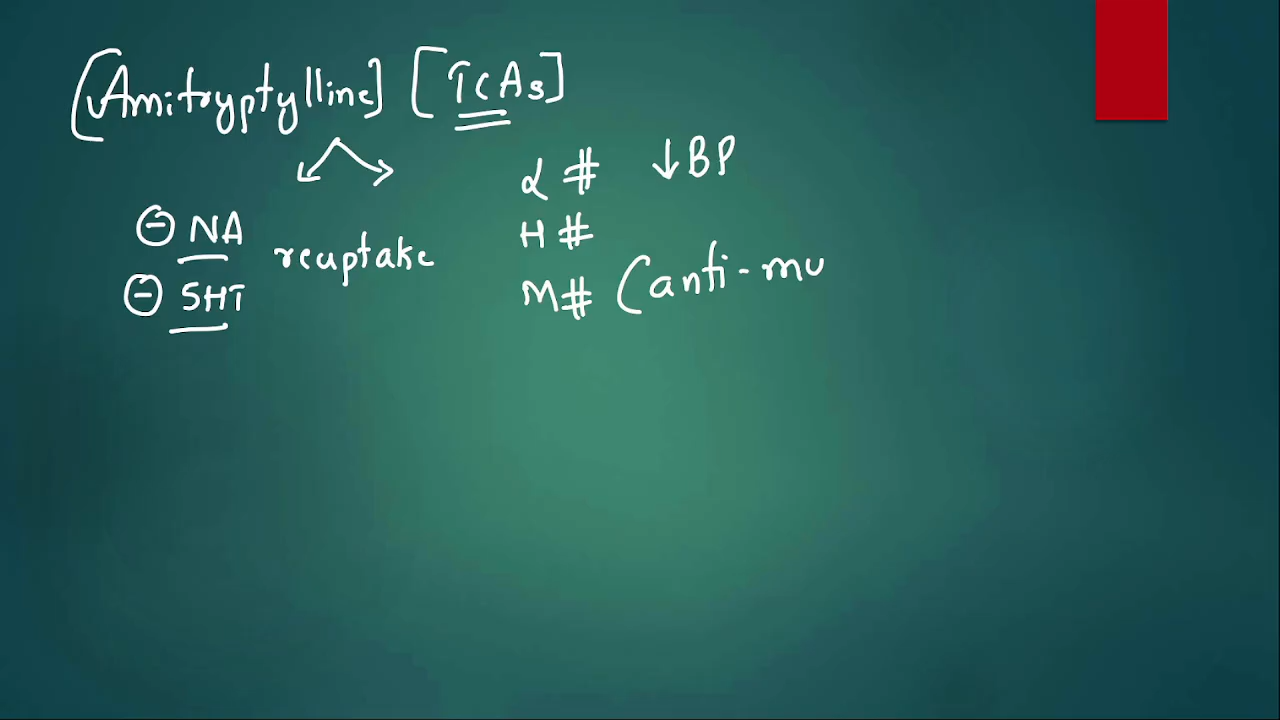 [Amitryptylline] [TCAs]
⊖ NA
⊖ 5HT
reuptake
α # ↓BP
H #
M# (anti-mu